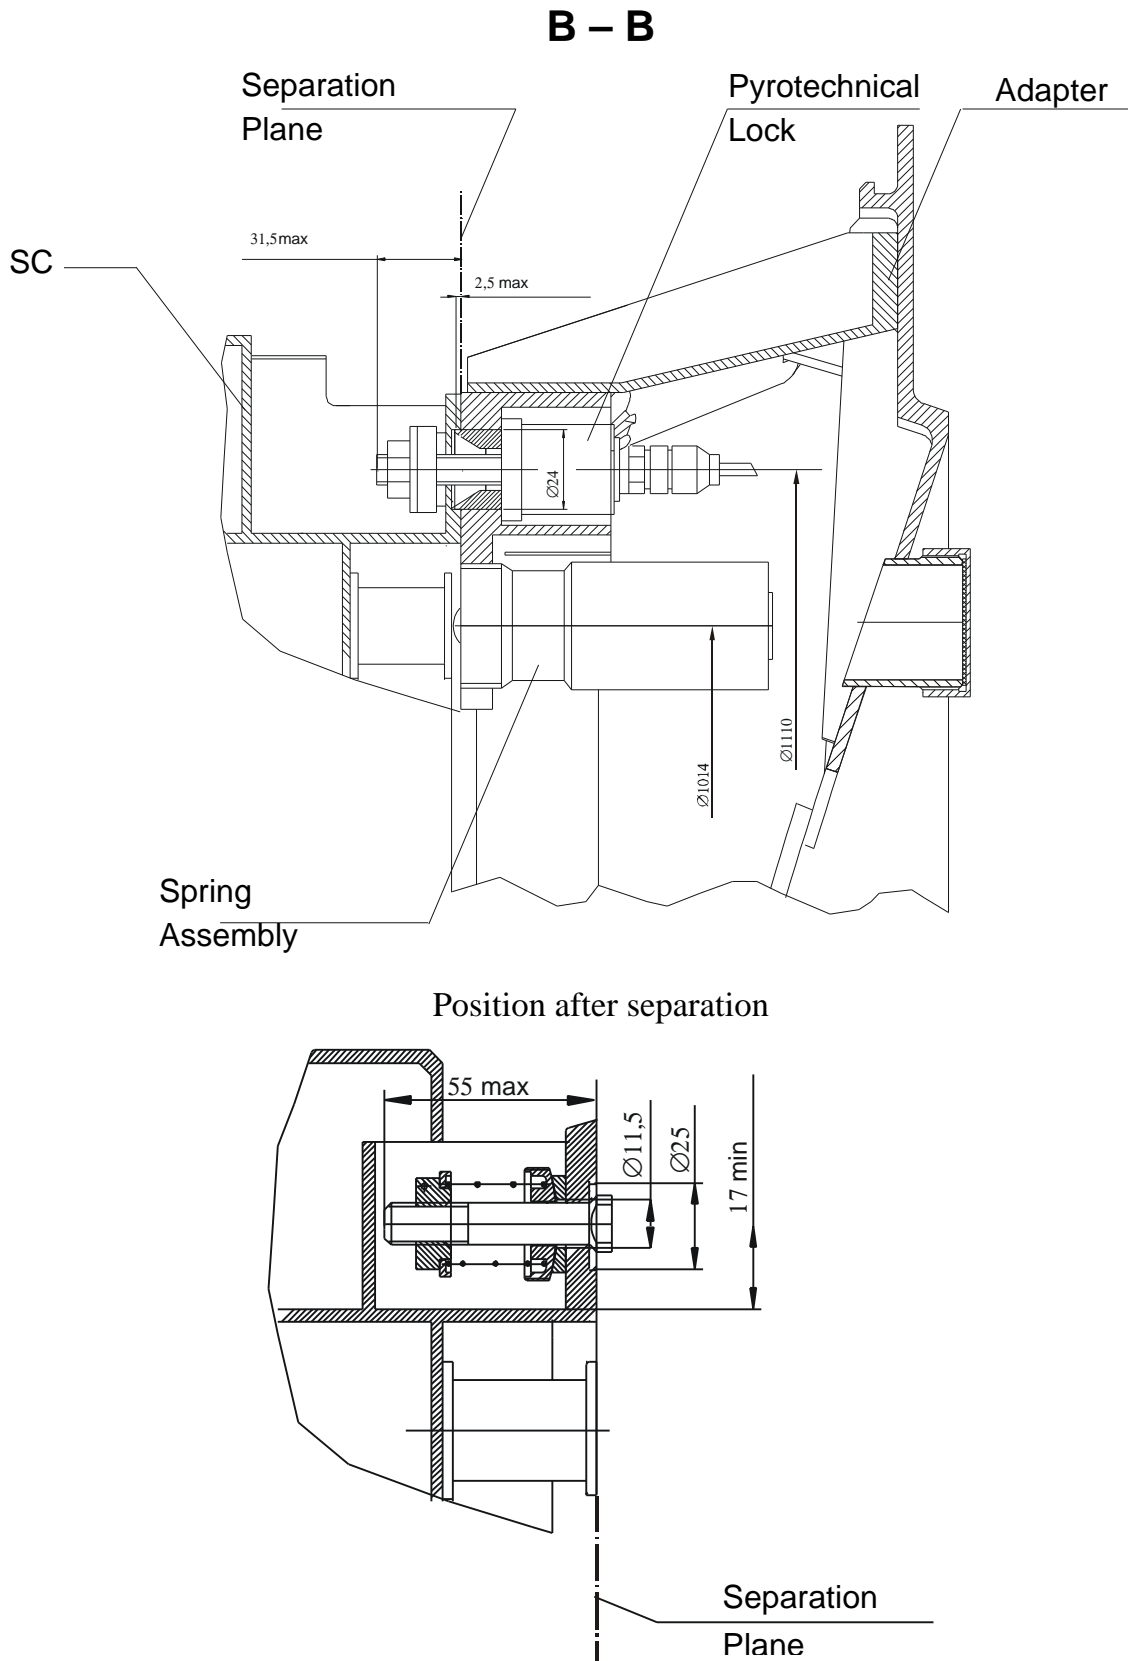 B – B
Separation
Plane
Pyrotechnical
Lock
Adapter
31,5max
SC
2,5 max
Ø24
Ø1110
Ø1014
Spring
Assembly
Position after separation
55 max
Ø11,5
Ø25
17 min
Separation
Plane